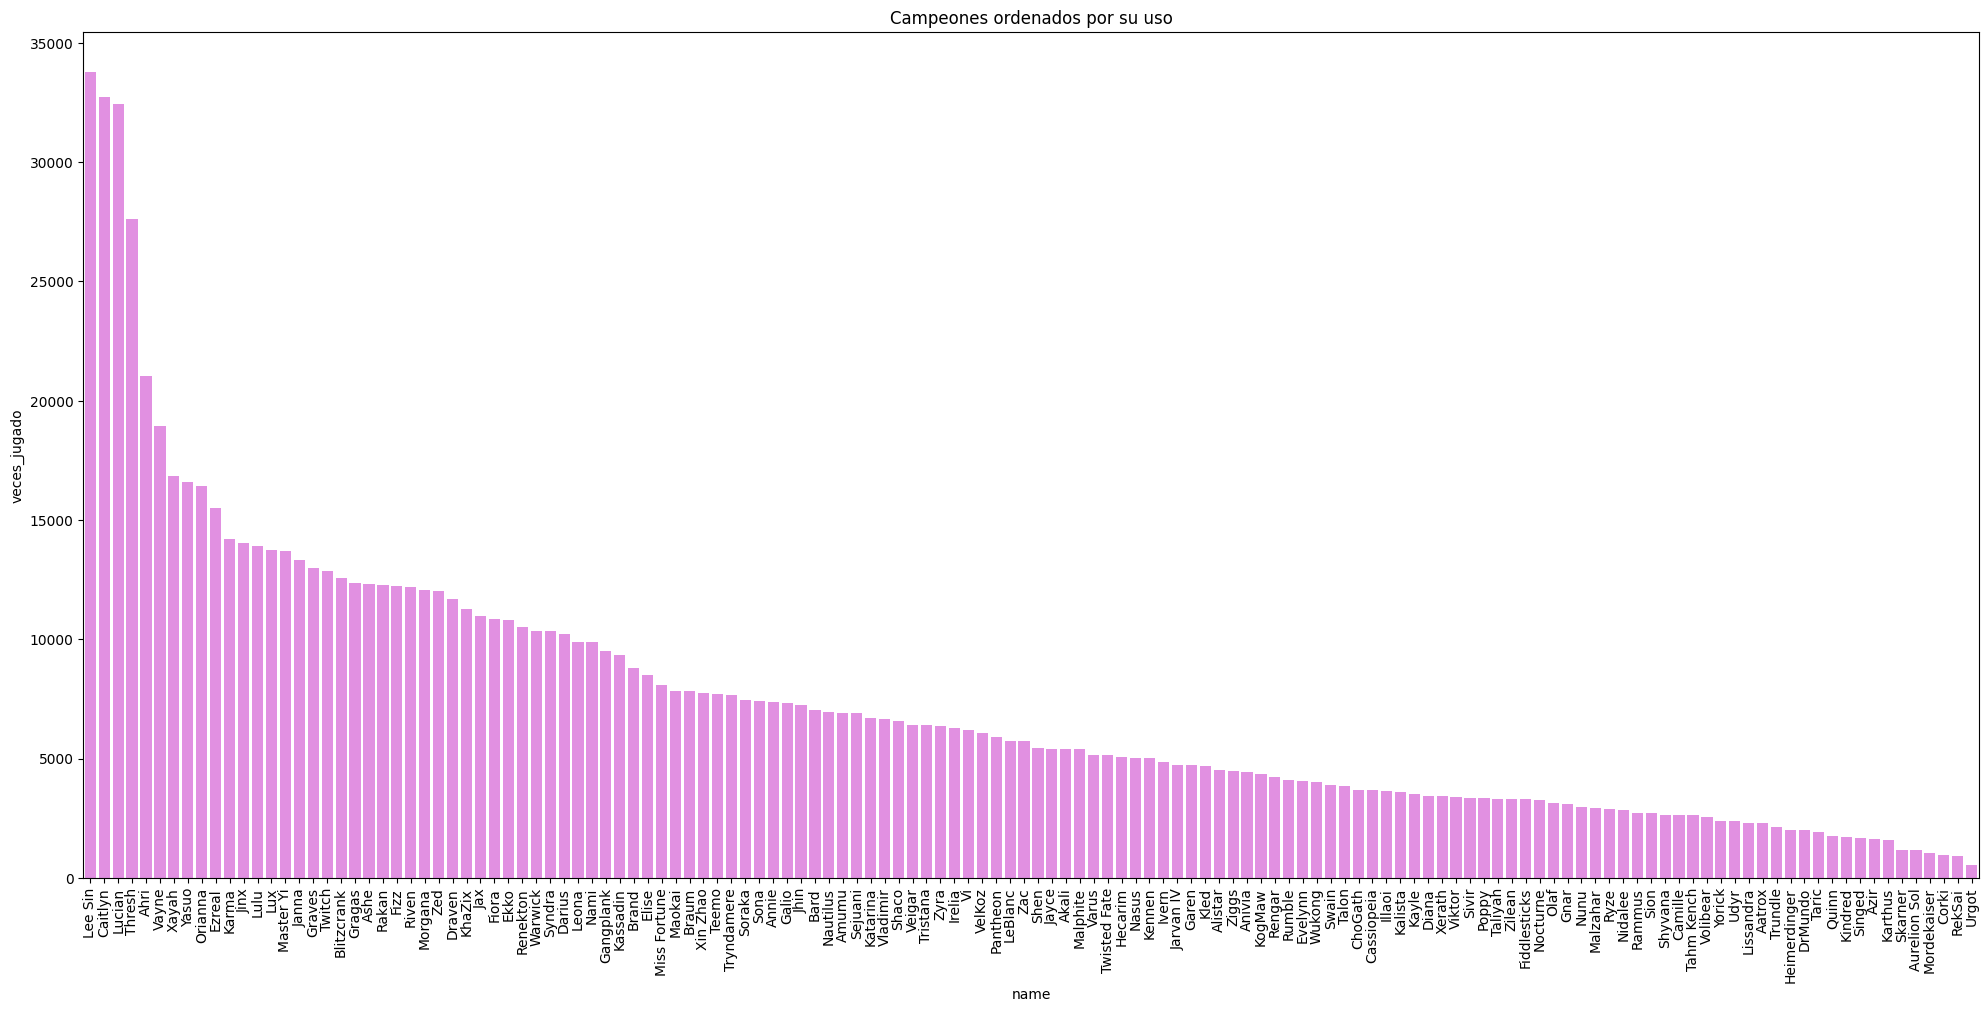 Campeones ordenados por su uso
35000
30000
25000
20000
15000
10000
5000
0
veces_jugado
Lee Sin
Caitlyn
Lucian
Thresh
Ahri
Vayne
Xayah
Yasuo
Orianna
Ezreal
Karma
Jinx
Lulu
Lux
Master Yi
Janna
Graves
Twitch
Blitzcrank
Gragas
Ashe
Rakan
Fizz
Riven
Morgana
Zed
Draven
KhaZix
Jax
Fiora
Ekko
Renekton
Warwick
Syndra
Darius
Leona
Nami
Gangplank
Kassadin
Brand
Elise
Miss Fortune
Maokai
Braum
Xin Zhao
Teemo
Tryndamere
Soraka
Sona
Annie
Galio
Jhin
Bard
Nautilus
Amumu
Sejuani
Katarina
Vladimir
Shaco
Veigar
Tristana
Zyra
Irelia
Vi
VelKoz
Pantheon
LeBlanc
Zac
Shen
Jayce
Akali
Malphite
Varus
Twisted Fate
Hecarim
Nasus
Kennen
Ivern
Jarvan IV
Garen
Kled
Alistar
Ziggs
Anivia
KogMaw
Rengar
Rumble
Evelynn
Wukong
Swain
Talon
ChoGath
Cassiopeia
Illaoi
Kalista
Kayle
Diana
Xerath
Viktor
Sivir
Poppy
Taliyah
Zilean
Fiddlesticks
Nocturne
Olaf
Gnar
Nunu
Malzahar
Ryze
Nidalee
Rammus
Sion
Shyvana
Camille
Tahm Kench
Volibear
Yorick
Udyr
Lissandra
Aatrox
Trundle
Heimerdinger
DrMundo
Taric
Quinn
Kindred
Singed
Azir
Karthus
Skarner
Aurelion Sol
Mordekaiser
Corki
RekSai
Urgot
name